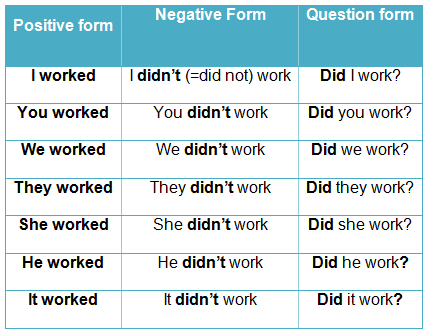 Positive form Negative Form Question form
I worked I didn't (=did not) work Did I work?
You worked You didn't work Did you work?
We worked We didn't work Did we work?
They worked They didn't work Did they work?
She worked She didn't work Did she work?
He worked He didn't work Did he work?
It worked It didn't work Did it work?